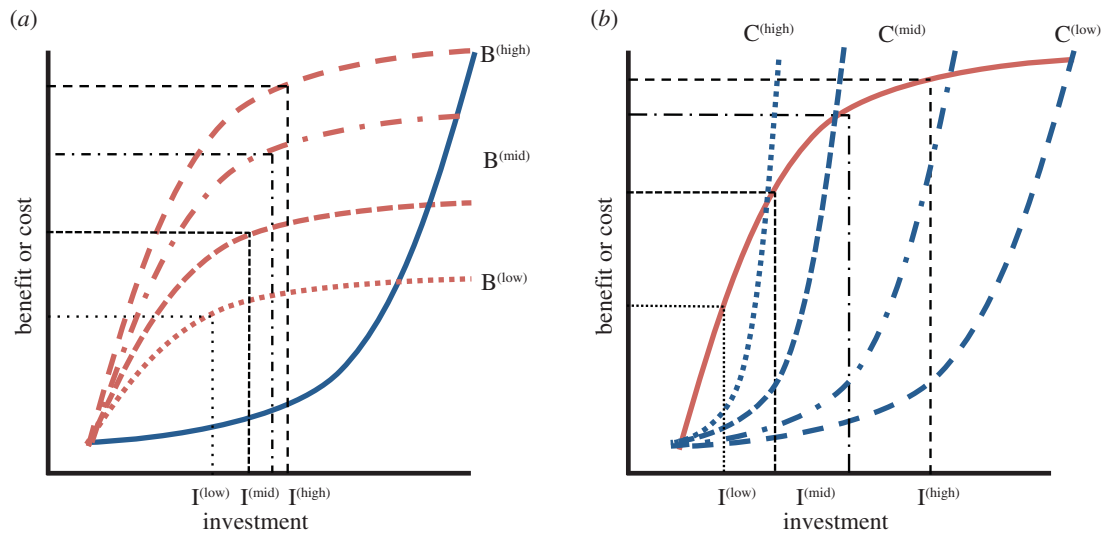 (a)
B(high)
B(mid)
B(low)
benefit or cost
I(low) I(mid) I(high)
investment
(b)
C(high) C(mid) C(low)
benefit or cost
I(low) I(mid) I(high)
investment